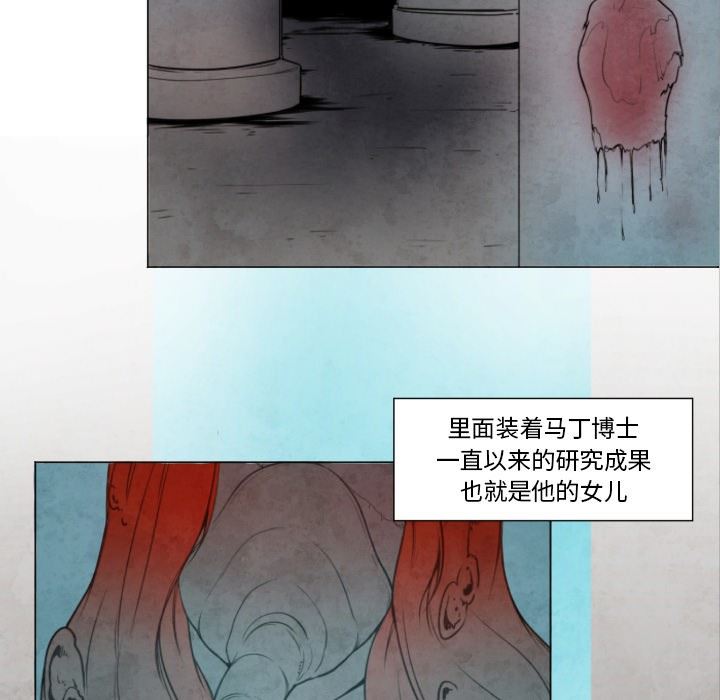 里面装着马丁博士
一直以来的研究成果
也就是他的女儿